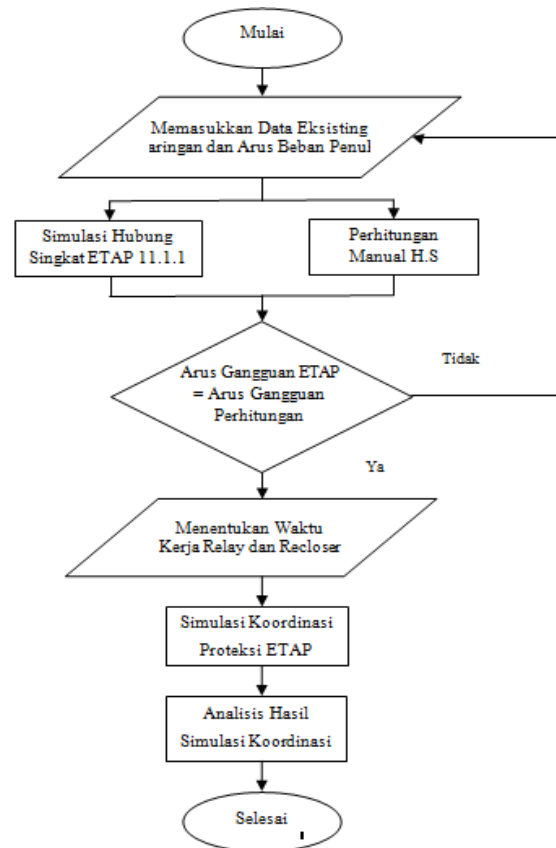 Mulai
Memasukkan Data Eksisting
aringan dan Arus Beban Penul
Simulasi Hubung
Singkat ETAP 11.1.1
Perhitungan
Manual H.S
Arus Gangguan ETAP
= Arus Gangguan
Perhitungan
Tidak
Ya
Menentukan Waktu
Kerja Relay dan Recloser
Simulasi Koordinasi
Proteksi ETAP
Analisis Hasil
Simulasi Koordinasi
Selesai